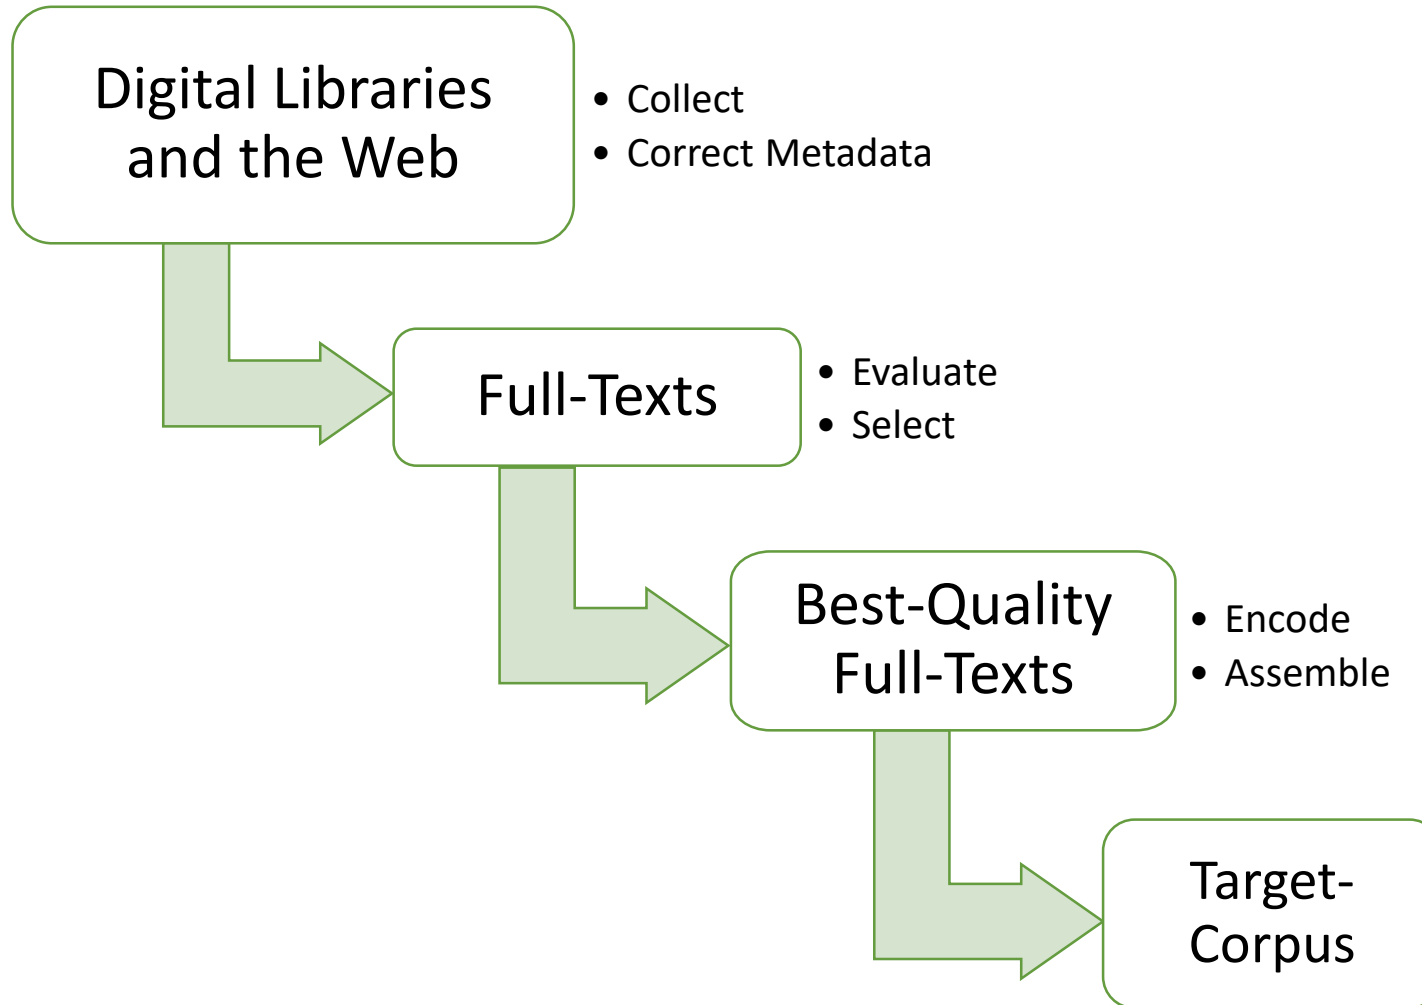 Digital Libraries
and the Web
• Collect
• Correct Metadata
Full-Texts
• Evaluate
• Select
Best-Quality
Full-Texts
• Encode
• Assemble
Target-
Corpus